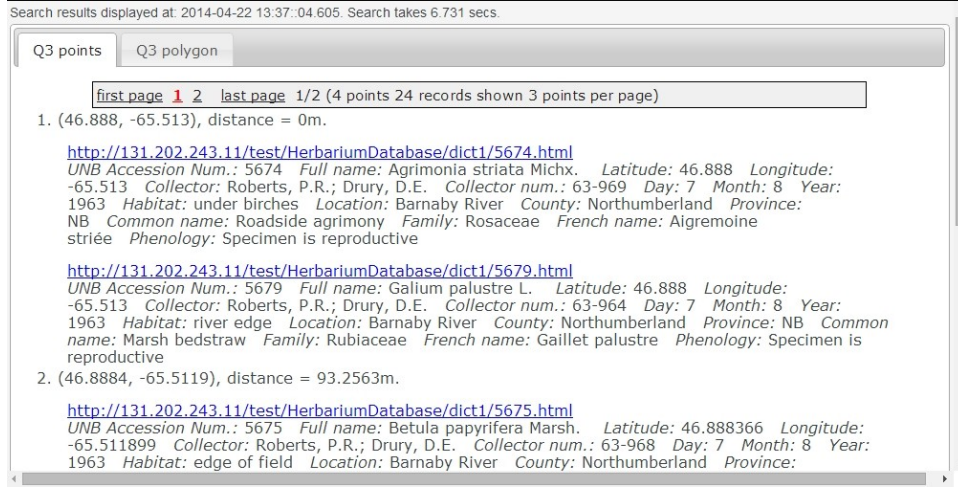 Search results displayed at: 2014-04-22 13:37::04.605. Search takes 6.731 secs.
Q3 points Q3 polygon
first page 1 2 last page 1/2 (4 points 24 records shown 3 points per page)
1. (46.888, -65.513), distance = 0m.
http://131.202.243.11/test/HerbariumDatabase/dict1/5674.html
UNB Accession Num.: 5674 Full name: Agrimonia striata Michx. Latitude: 46.888 Longitude:
-65.513 Collector: Roberts, P.R.; Drury, D.E. Collector num.: 63-969 Day: 7 Month: 8 Year:
1963 Habitat: under birches Location: Barnaby River County: Northumberland Province:
NB Common name: Roadside agrimony Family: Rosaceae French name: Aigremoine
striée Phenology: Specimen is reproductive
http://131.202.243.11/test/HerbariumDatabase/dict1/5679.html
UNB Accession Num.: 5679 Full name: Galium palustre L. Latitude: 46.888 Longitude:
-65.513 Collector: Roberts, P.R.; Drury, D.E. Collector num.: 63-964 Day: 7 Month: 8 Year:
1963 Habitat: river edge Location: Barnaby River County: Northumberland Province: NB Common
name: Marsh bedstraw Family: Rubiaceae French name: Gaillet palustre Phenology: Specimen is
reproductive
2. (46.8884, -65.5119), distance = 93.2563m.
http://131.202.243.11/test/HerbariumDatabase/dict1/5675.html
UNB Accession Num.: 5675 Full name: Betula papyrifera Marsh. Latitude: 46.888366 Longitude:
-65.511899 Collector: Roberts, P.R.; Drury, D.E. Collector num.: 63-968 Day: 7 Month: 8 Year:
1963 Habitat: edge of field Location: Barnaby River County: Northumberland Province: